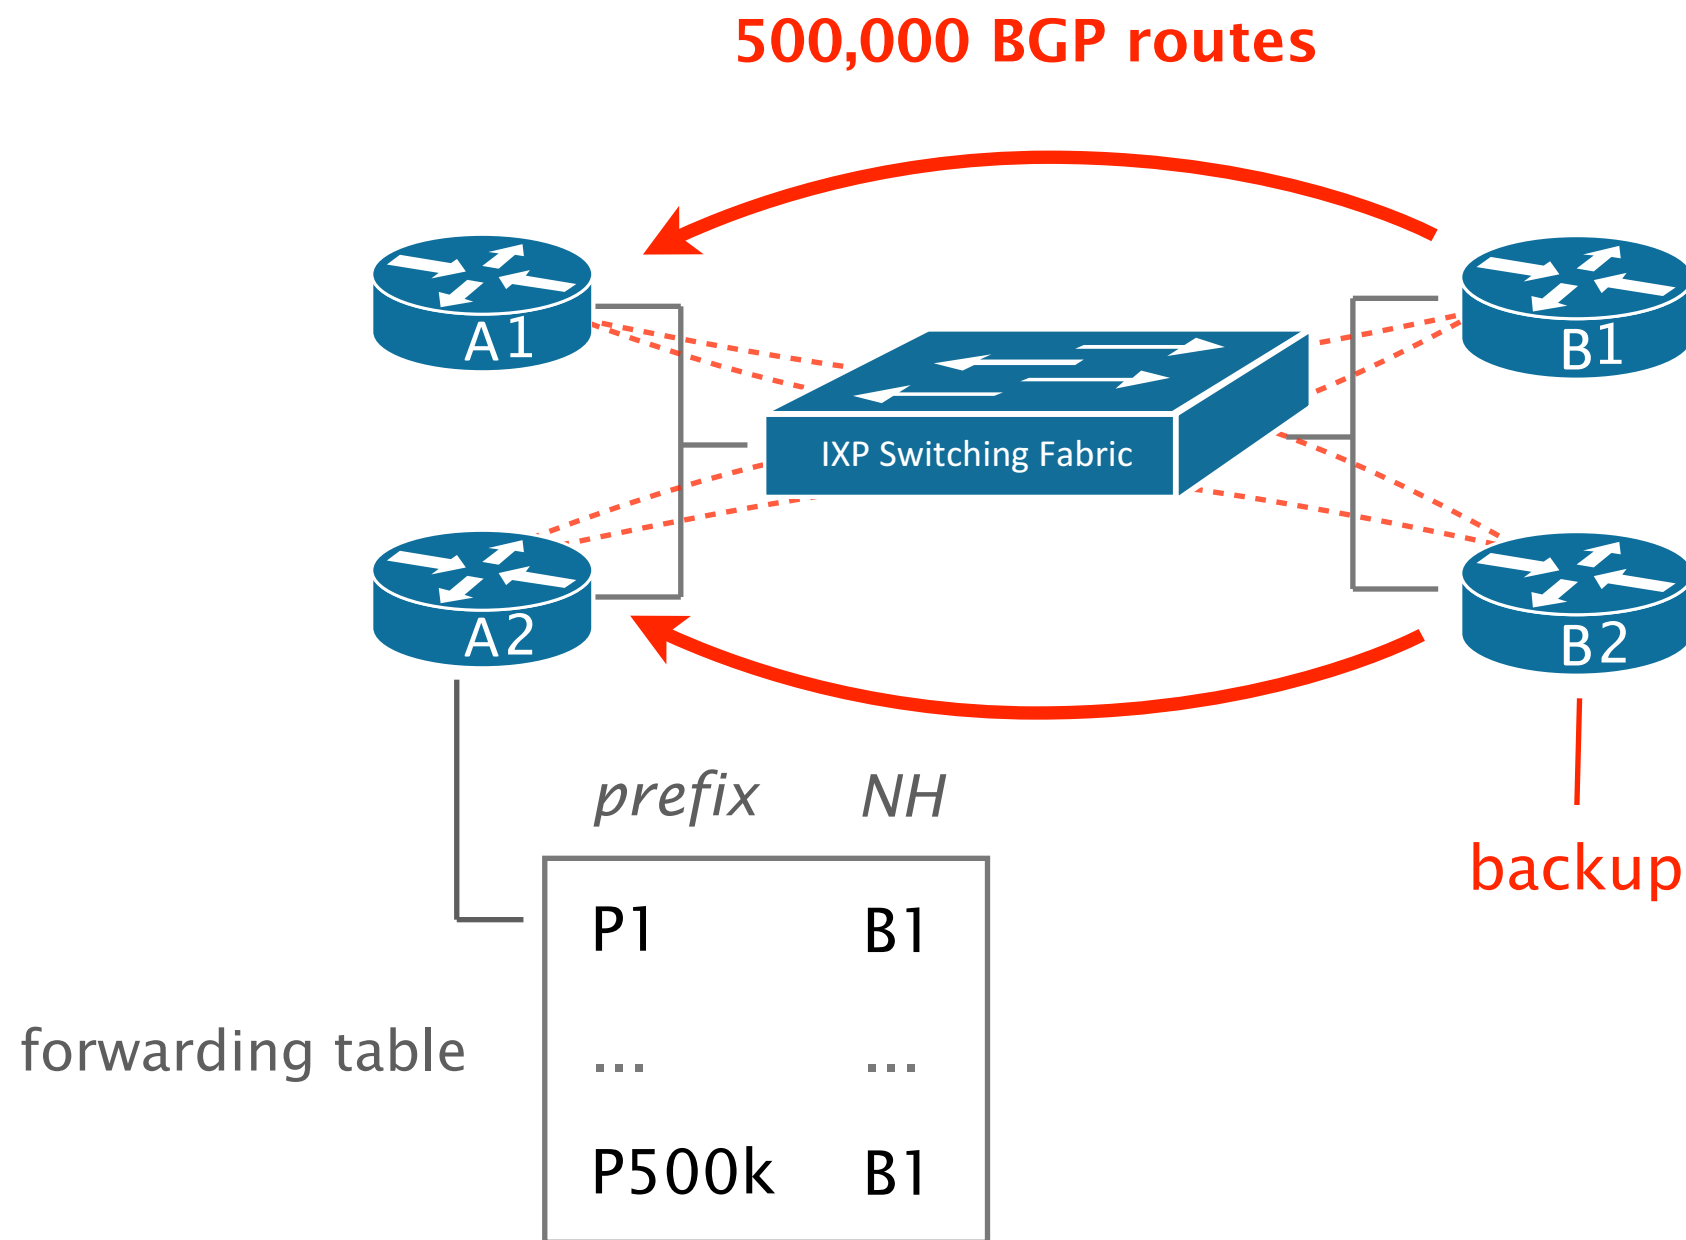 500,000 BGP routes
A1
B1
IXP Switching Fabric
A2
B2
prefix NH
backup
P1 B1
forwarding table
... ...
P500k B1